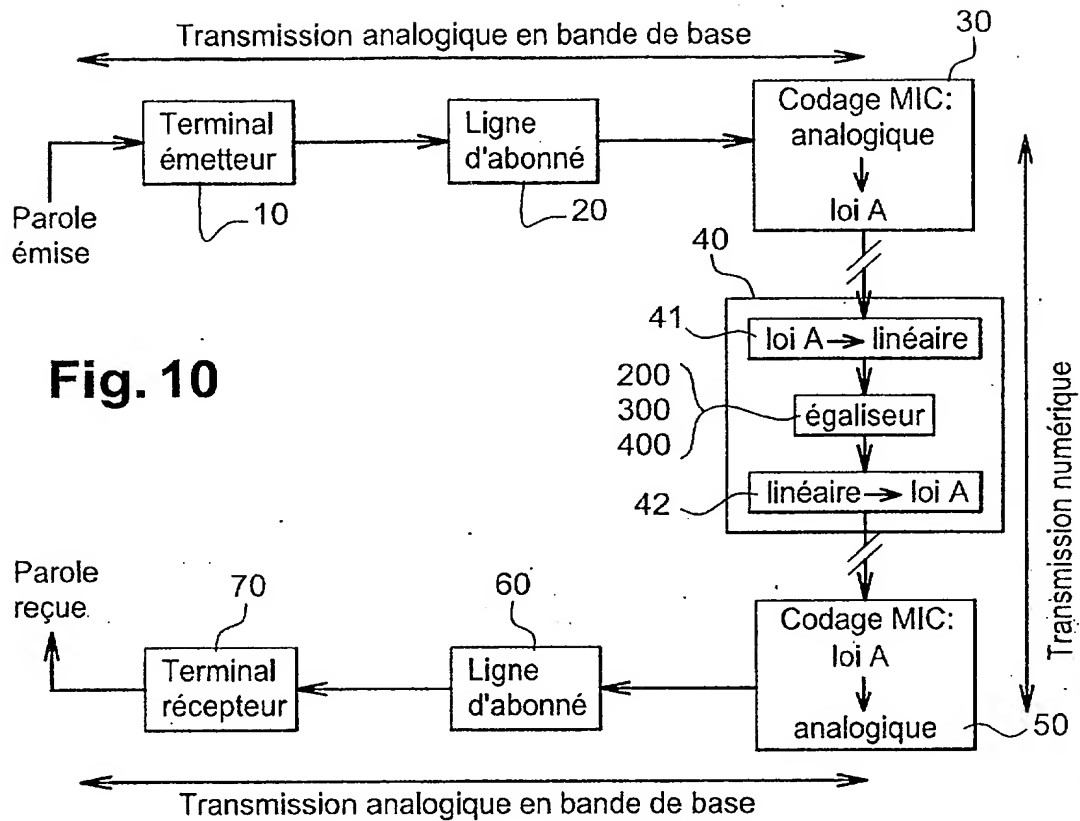 Transmission analogique en bande de base
30
Terminal
émetteur
Ligne
d'abonné
Codage MIC:
analogique
loi A
10
20
Parole
émise
40
41
loi A → linéaire
Fig. 10
200
300
400
égaliseur
42
linéaire → loi A
Transmission numérique
Parole
reçue
70
60
Terminal
récepteur
Ligne
d'abonné
Codage MIC:
loi A
analogique
50
Transmission analogique en bande de base